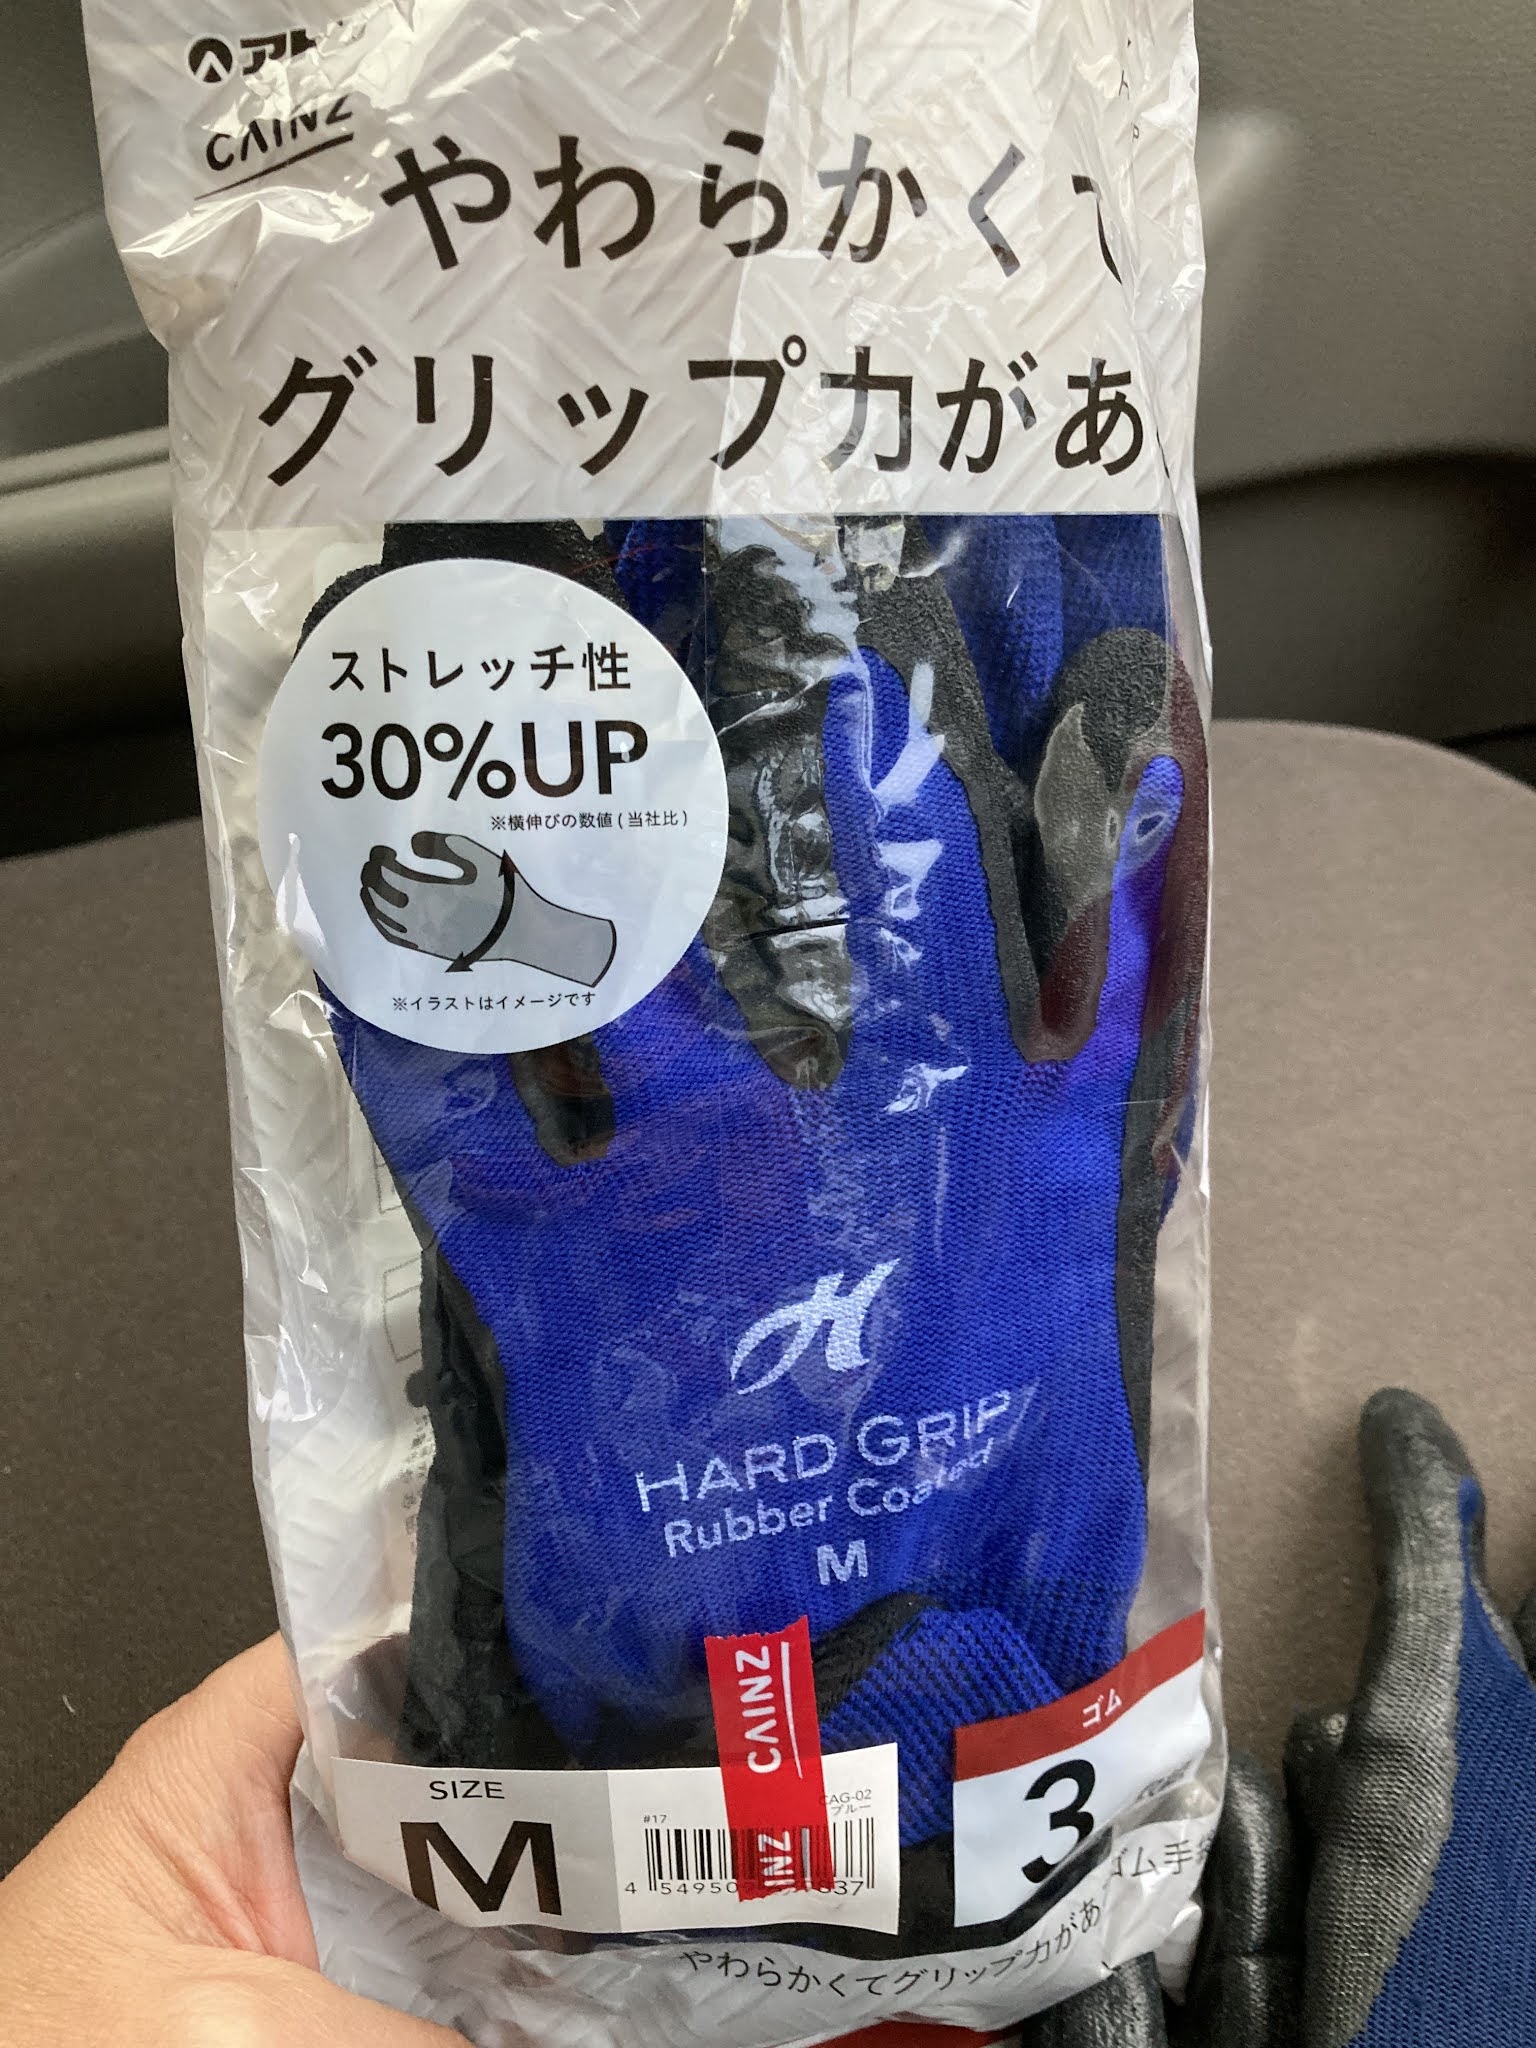 CAINZ
やわらかくて
グリップ力があ
ストレッチ性
30%UP
※横伸びの数値(当社比)
※イラストはイメージです
HARD GRIP
Rubber Coated
M
CAINZ
SIZE
M
#17
CAG-02
ブルー
ゴム
3
ゴム手
やわらかくてグリップ力があ